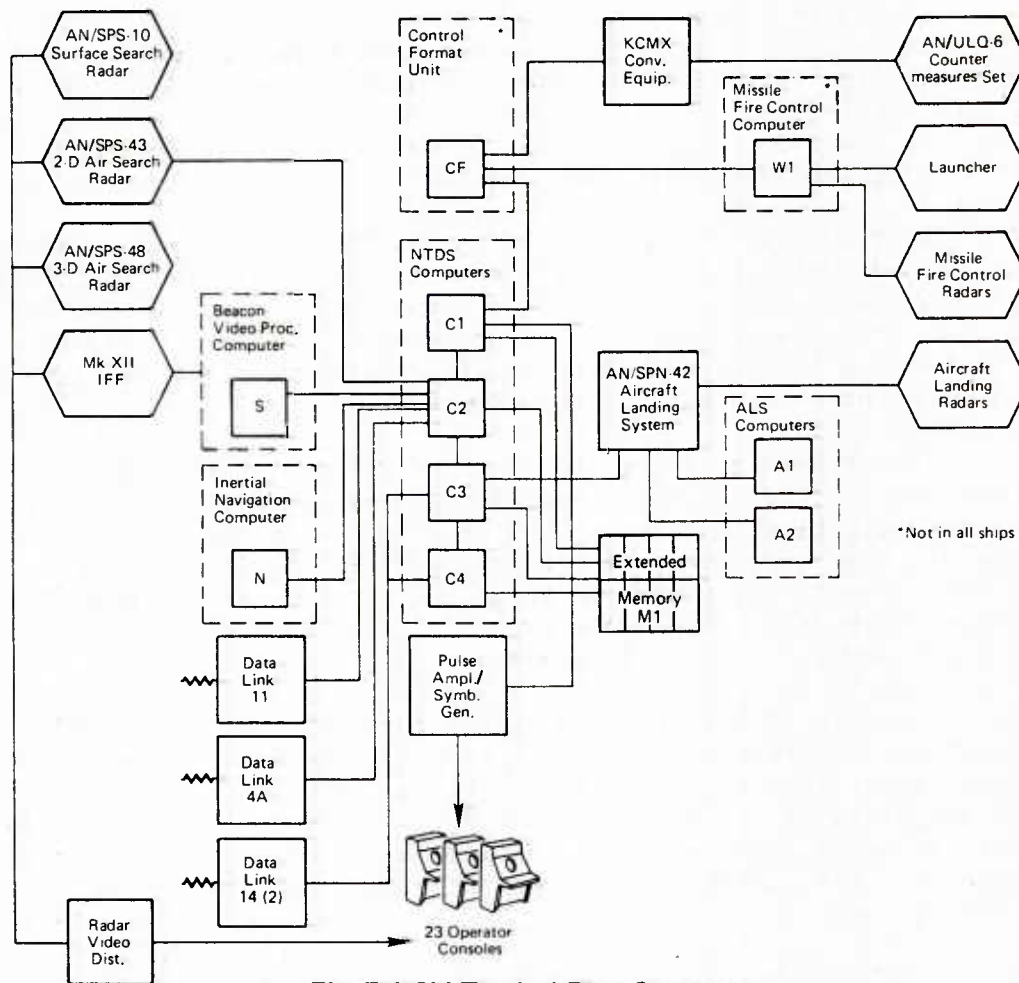 AN/SPS-10
Surface Search
Radar
AN/SPS-43
2-D Air Search
Radar
AN/SPS-48
3-D Air Search
Radar
Mk XII
IFF
Beacon
Video Proc.
Computer
S
Inertial
Navigation
Computer
N
Data
Link
11
Data
Link
4A
Data
Link
14 (2)
Radar
Video
Dist.
Control *
Format
Unit
CF
NTDS
Computers
C1
C2
C3
C4
Pulse
Ampl./
Symb.
Gen.
23 Operator
Consoles
KCMX
Conv.
Equip.
Missile *
Fire Control
Computer
W1
AN/SPN-42
Aircraft
Landing
System
ALS
Computers
A1
A2
Extended
Memory
M1
AN/ULQ-6
Counter
measures Set
Launcher
Missile
Fire Control
Radars
Aircraft
Landing
Radars
*Not in all ships